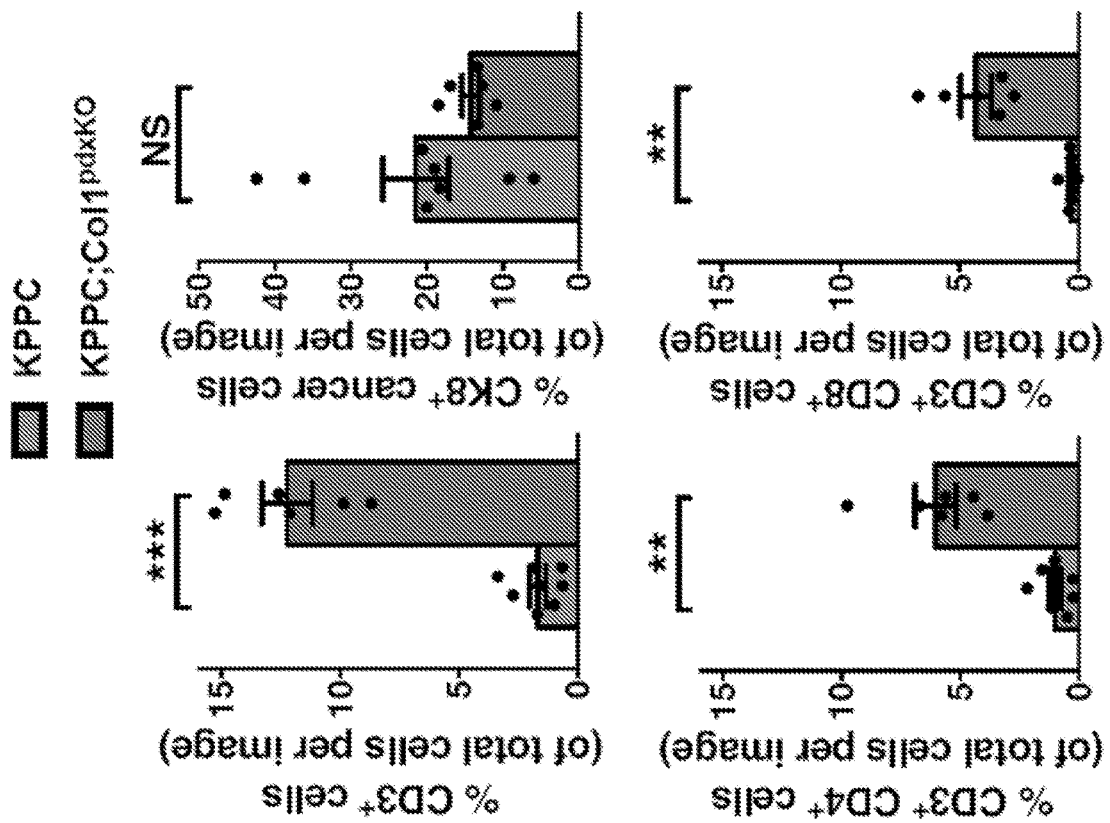 KPPC
KPPC;Col1pdxKO
***
15
10
5
0
% CD3+ cells
(of total cells per image)
NS
50
40
30
20
10
0
% CK8+ cancer cells
(of total cells per image)
**
15
10
5
0
% CD3+ CD4+ cells
(of total cells per image)
**
15
10
5
0
% CD3+ CD8+ cells
(of total cells per image)